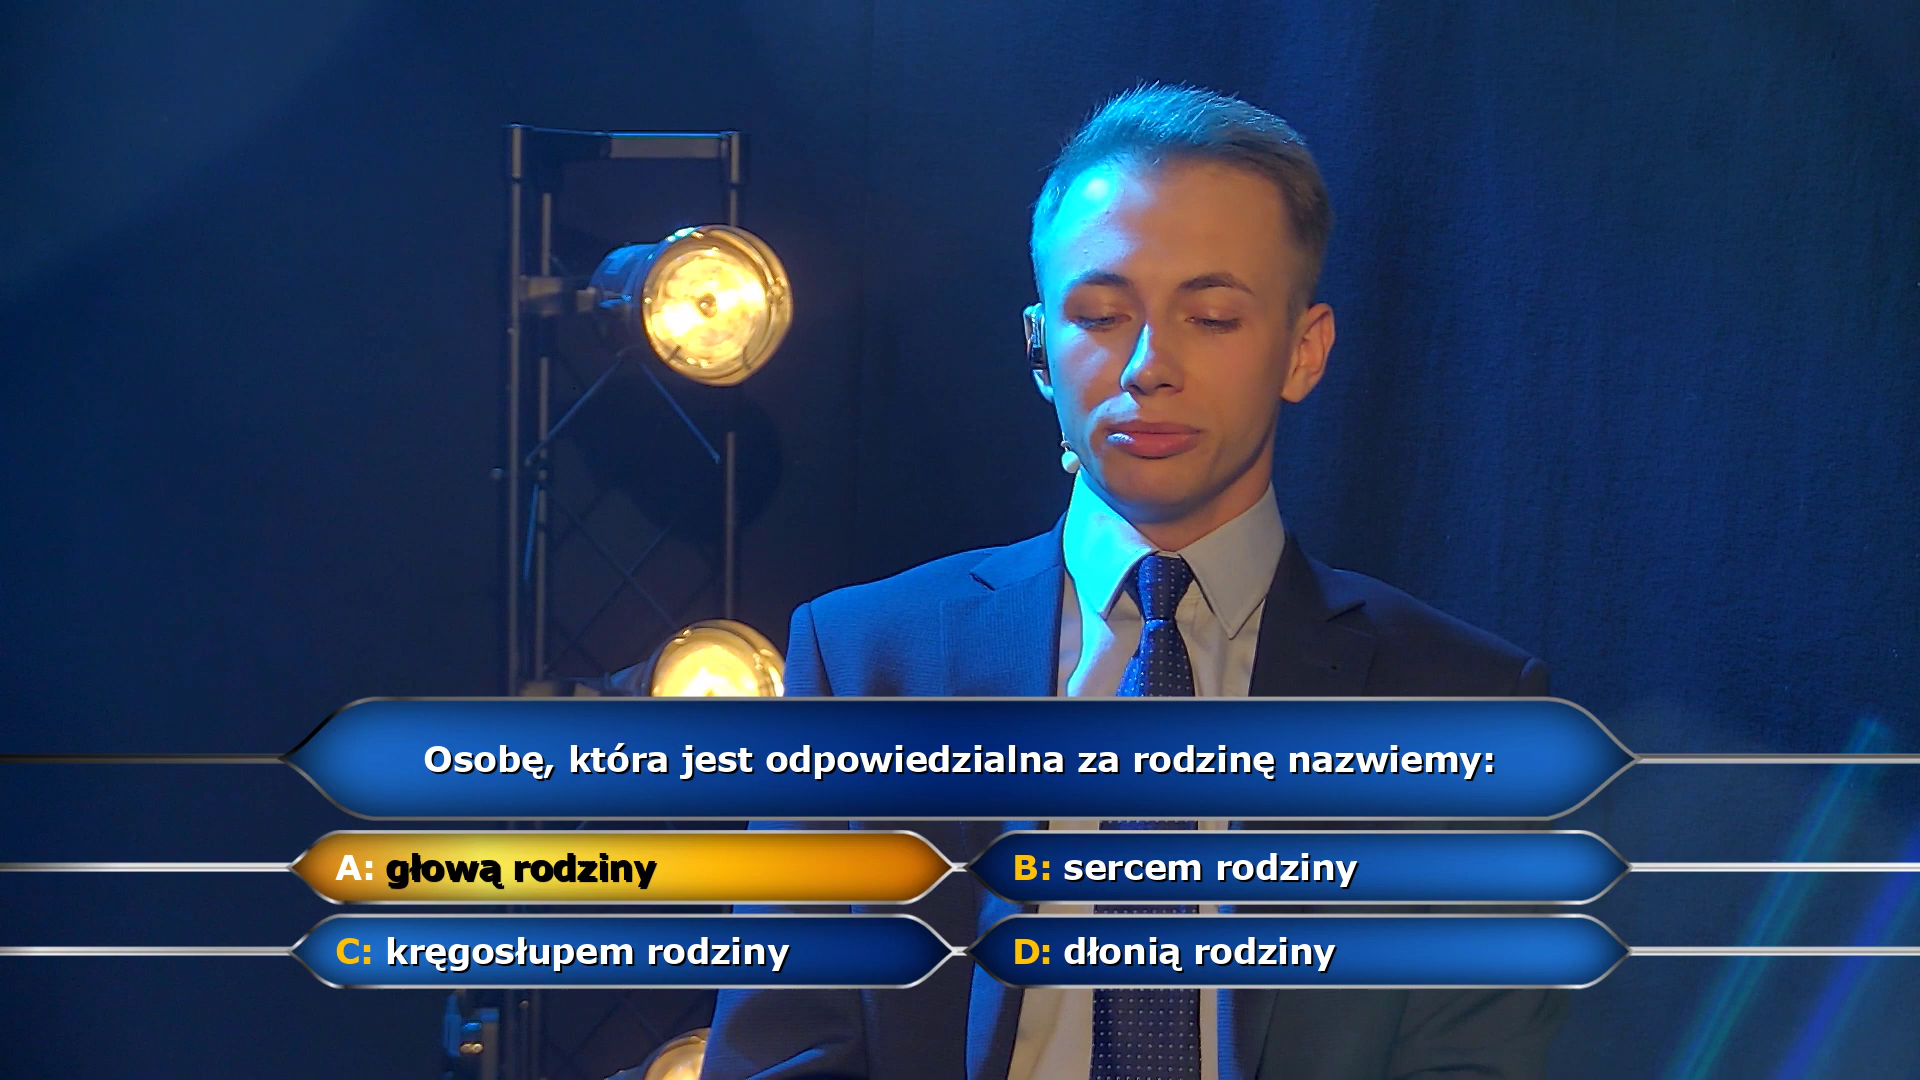 Osobę, która jest odpowiedzialna za rodzinę nazwiemy:
A: głową rodziny
B: sercem rodziny
C: kręgosłupem rodziny
D: dłonią rodziny